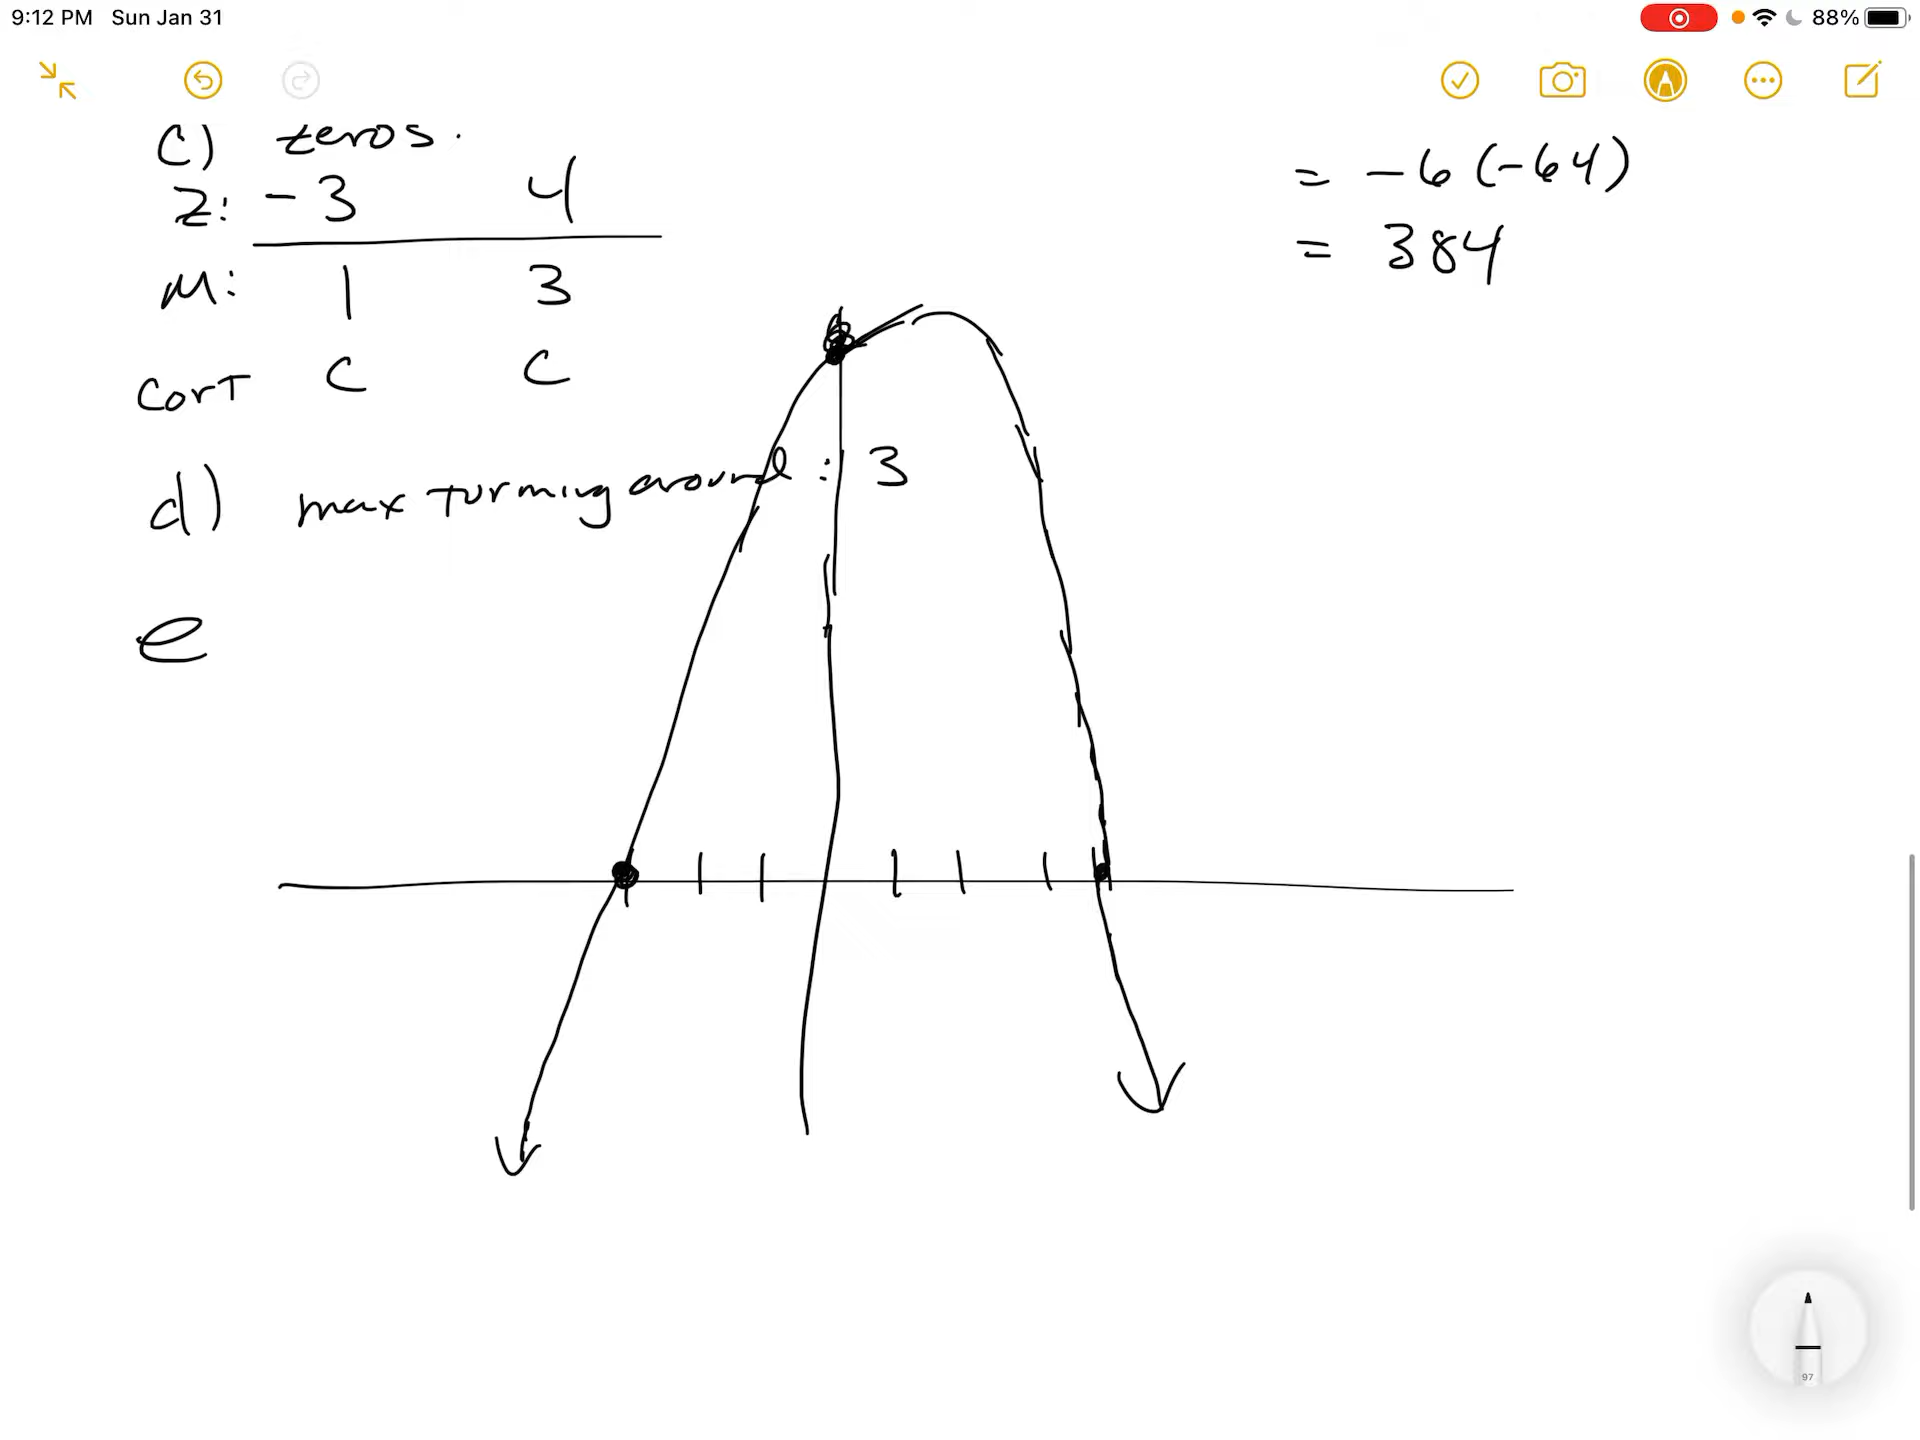 9:12 PM Sun Jan 31
88%
C) zeros.
Z: -3 4
M: 1 3
CorT C C
d) max turning around : 3
e
= -6 (-64)
= 384
97